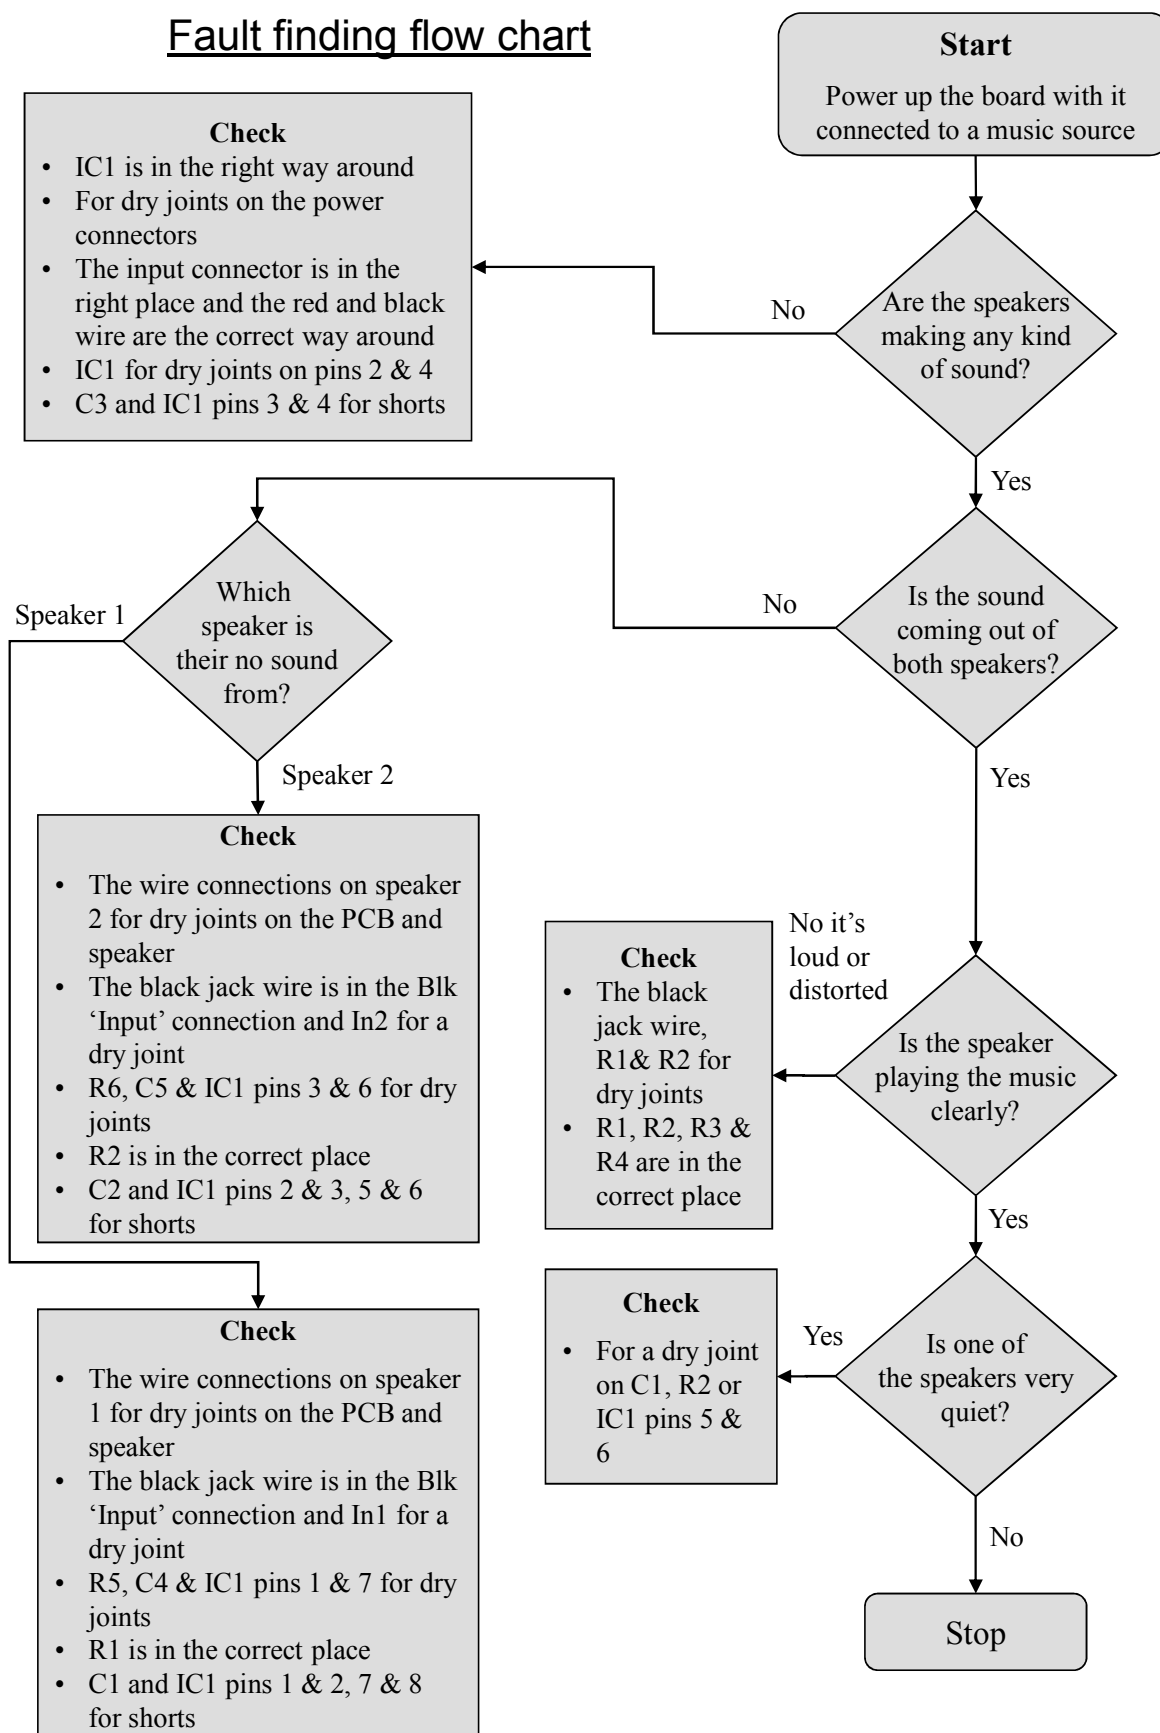 Fault finding flow chart
Start
Power up the board with it
connected to a music source
Check
• IC1 is in the right way around
• For dry joints on the power
connectors
• The input connector is in the
right place and the red and black
wire are the correct way around
• IC1 for dry joints on pins 2 & 4
• C3 and IC1 pins 3 & 4 for shorts
No
Are the speakers
making any kind
of sound?
Yes
Which
speaker is
their no sound
from?
Speaker 1
No
Is the sound
coming out of
both speakers?
Speaker 2
Yes
Check
• The wire connections on speaker
2 for dry joints on the PCB and
speaker
• The black jack wire is in the Blk
‘Input’ connection and In2 for a
dry joint
• R6, C5 & IC1 pins 3 & 6 for dry
joints
• R2 is in the correct place
• C2 and IC1 pins 2 & 3, 5 & 6
for shorts
No it’s
loud or
distorted
Check
• The black
jack wire,
R1& R2 for
dry joints
• R1, R2, R3 &
R4 are in the
correct place
Is the speaker
playing the music
clearly?
Yes
Check
• For a dry joint
on C1, R2 or
IC1 pins 5 &
6
Yes
Is one of
the speakers very
quiet?
Check
• The wire connections on speaker
1 for dry joints on the PCB and
speaker
• The black jack wire is in the Blk
‘Input’ connection and In1 for a
dry joint
• R5, C4 & IC1 pins 1 & 7 for dry
joints
• R1 is in the correct place
• C1 and IC1 pins 1 & 2, 7 & 8
for shorts
No
Stop